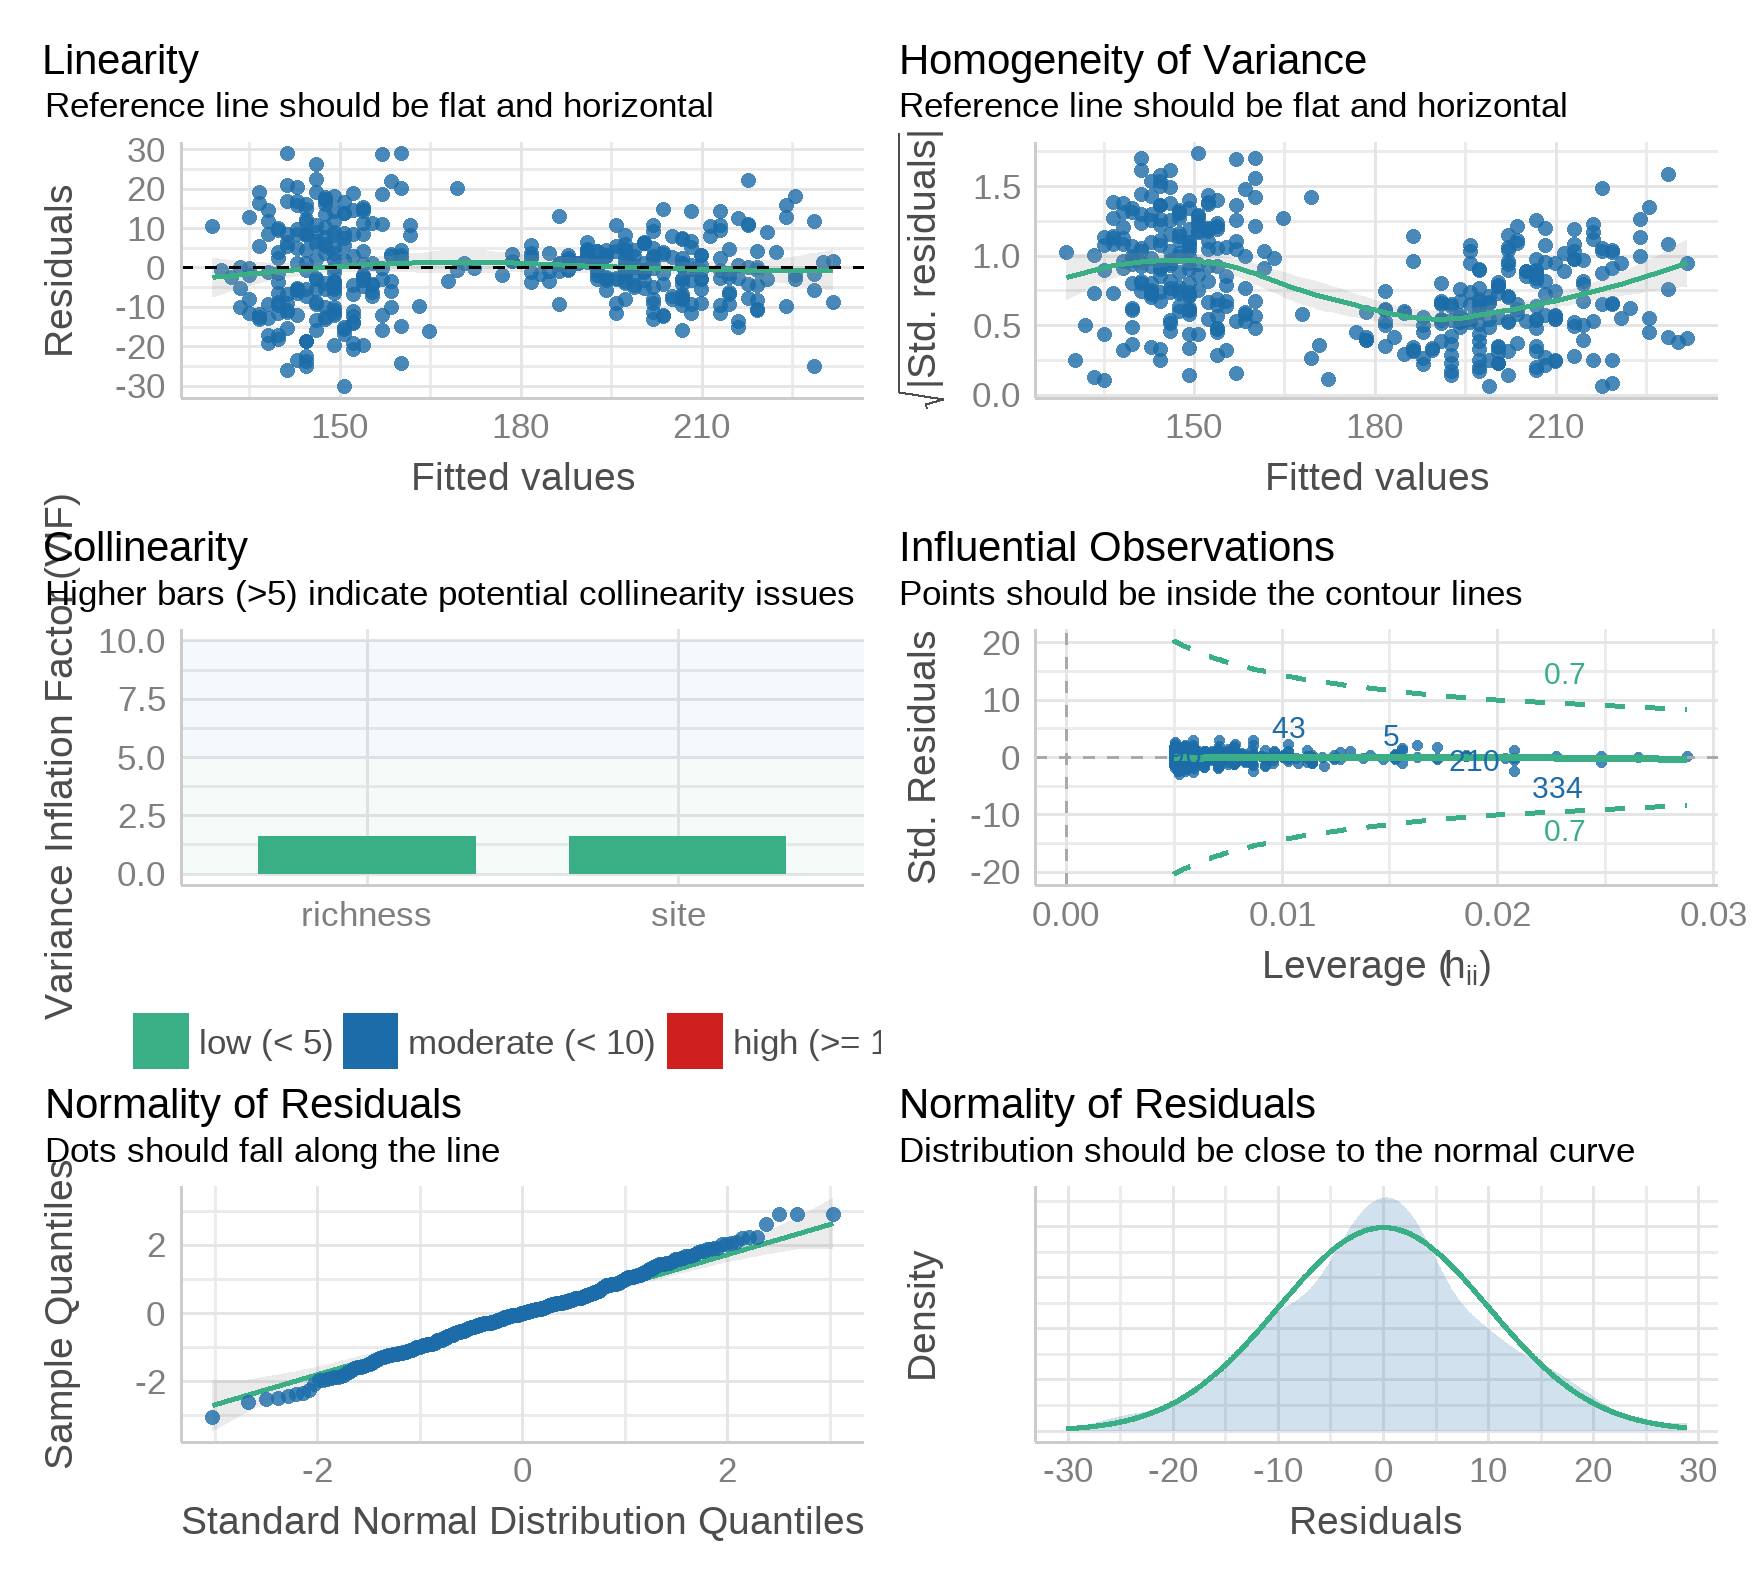 Linearity
Reference line should be flat and horizontal
Residuals
30
20
10
0
-10
-20
-30
150
180
210
Fitted values
Homogeneity of Variance
Reference line should be flat and horizontal
√|Std. residuals|
1.5
1.0
0.5
0.0
150
180
210
Fitted values
Collinearity
Higher bars (>5) indicate potential collinearity issues
Variance Inflation Factor (VIF)
10.0
7.5
5.0
2.5
0.0
richness
site
low (< 5)
moderate (< 10)
high (>= 1
Influential Observations
Points should be inside the contour lines
Std. Residuals
20
10
0
-10
-20
0.7
43
5
210
334
0.7
0.00
0.01
0.02
0.03
Leverage (hii)
Normality of Residuals
Dots should fall along the line
Sample Quantiles
2
0
-2
-2
0
2
Standard Normal Distribution Quantiles
Normality of Residuals
Distribution should be close to the normal curve
Density
-30
-20
-10
0
10
20
30
Residuals